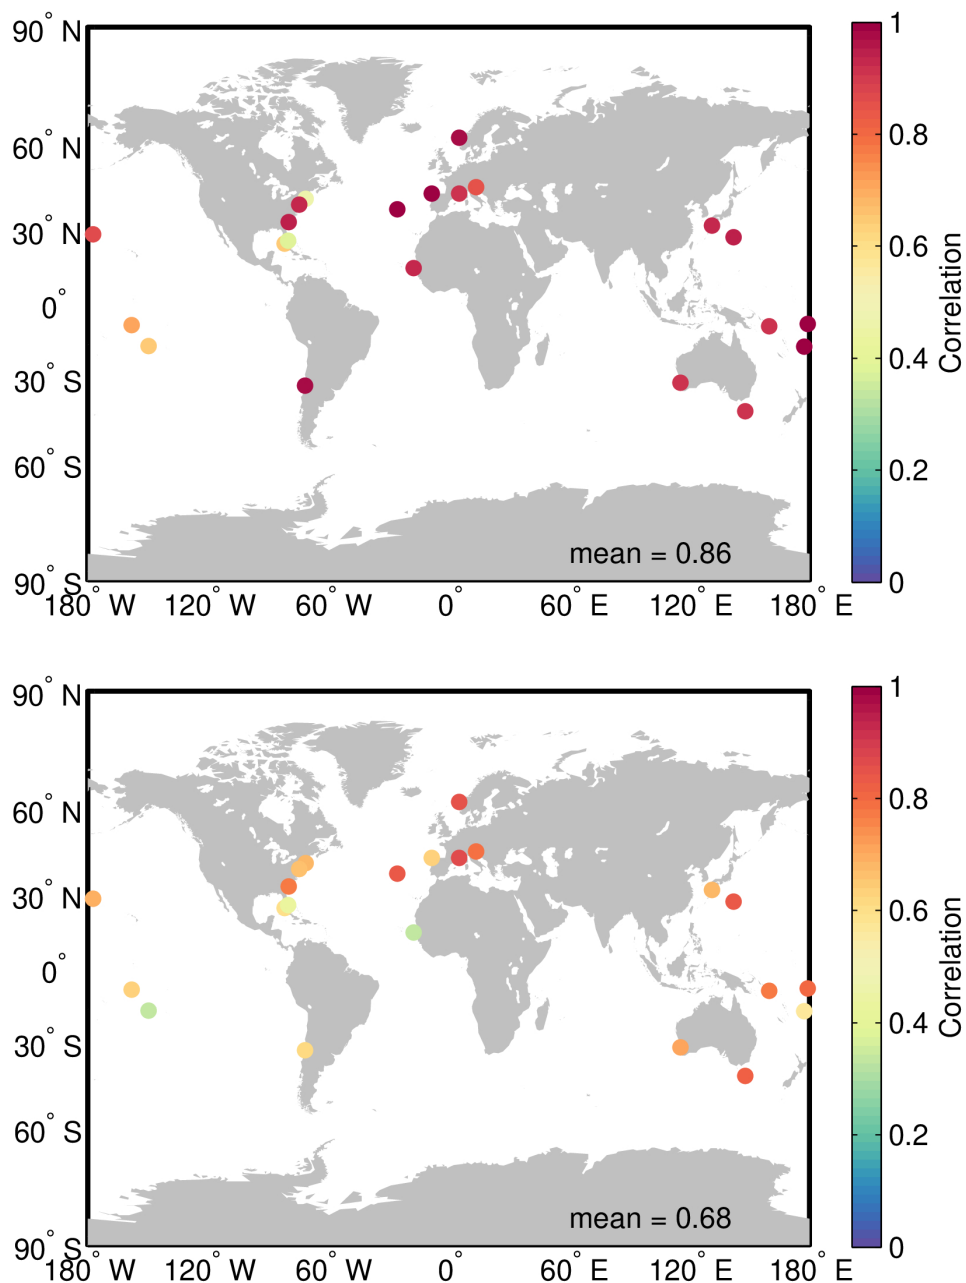 90° N
60° N
30° N
0°
30° S
60° S
90° S
180° W
120° W
60° W
0°
60° E
120° E
180° E
mean = 0.86
1
0.8
0.6
0.4
0.2
0
Correlation
90° N
60° N
30° N
0°
30° S
60° S
90° S
180° W
120° W
60° W
0°
60° E
120° E
180° E
mean = 0.68
1
0.8
0.6
0.4
0.2
0
Correlation